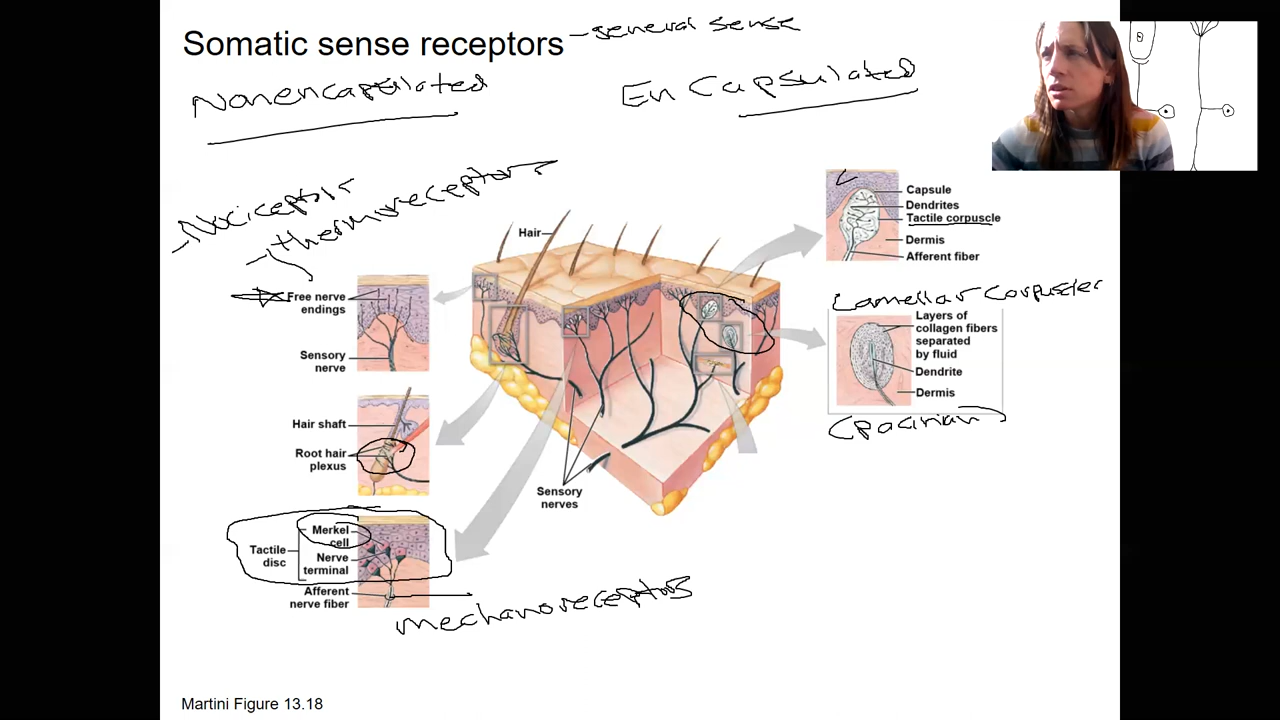 Somatic sense receptors
-general sense
Nonencapsulated
Encapsulated
-Nociceptor
-thermoreceptor
Hair
Capsule
Dendrites
Tactile corpuscle
Dermis
Afferent fiber
Free nerve
endings
Sensory
nerve
Lamellar Corpuscler
Layers of
collagen fibers
separated
by fluid
Dendrite
Dermis
(pacinian)
Hair shaft
Root hair
plexus
Sensory
nerves
Merkel
cell
Tactile
disc
Nerve
terminal
Afferent
nerve fiber
mechanoreceptors
Martini Figure 13.18